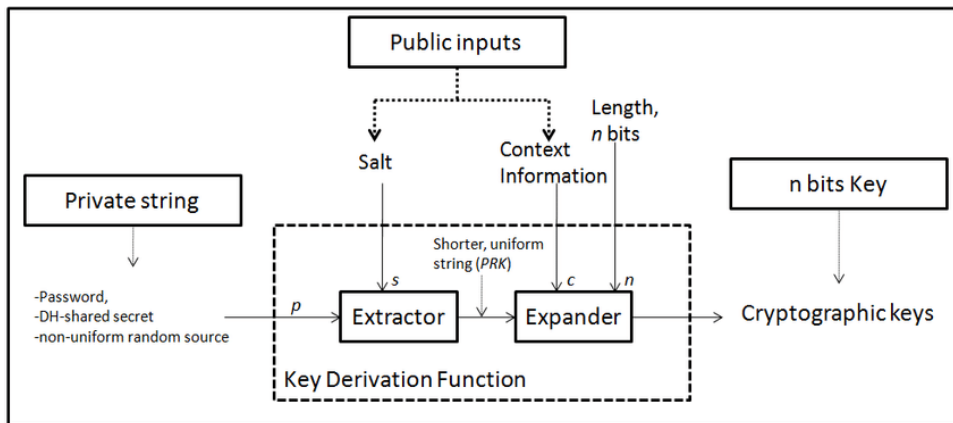 Public inputs
Length,
n bits
Salt
Context
Information
Private string
n bits Key
Shorter, uniform
string (PRK)
s
c
n
-Password,
-DH-shared secret
-non-uniform random source
p
Extractor
Expander
Cryptographic keys
Key Derivation Function